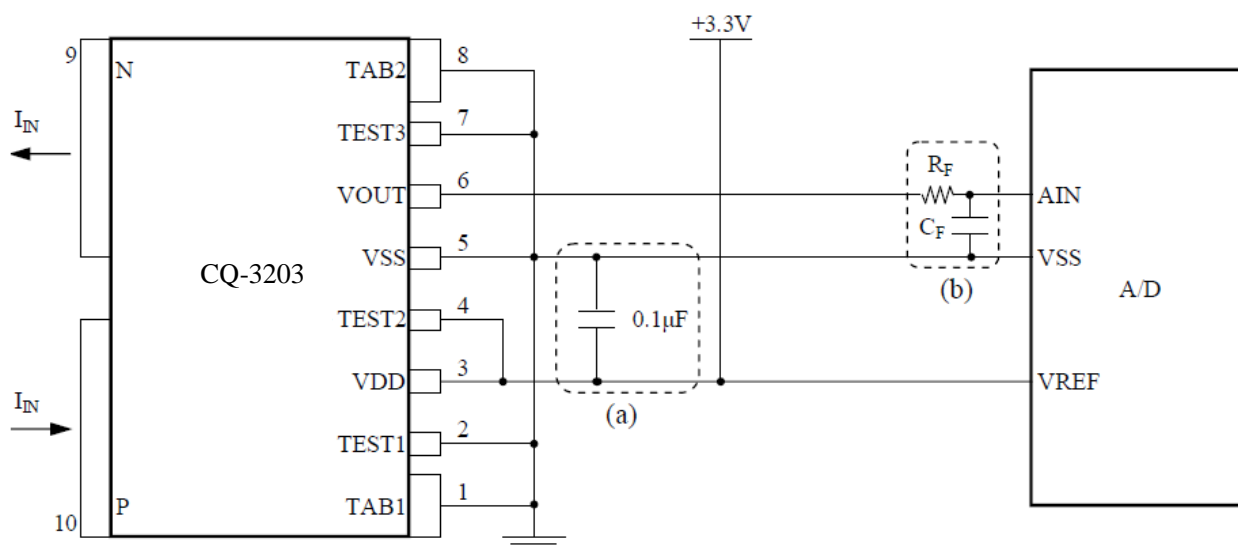 +3.3V
9
N
I_IN
TAB2
8
TEST3
7
VOUT
6
VSS
5
CQ-3203
TEST2
4
VDD
3
I_IN
TEST1
2
TAB1
1
P
10
0.1μF
(a)
R_F
C_F
(b)
AIN
VSS
A/D
VREF